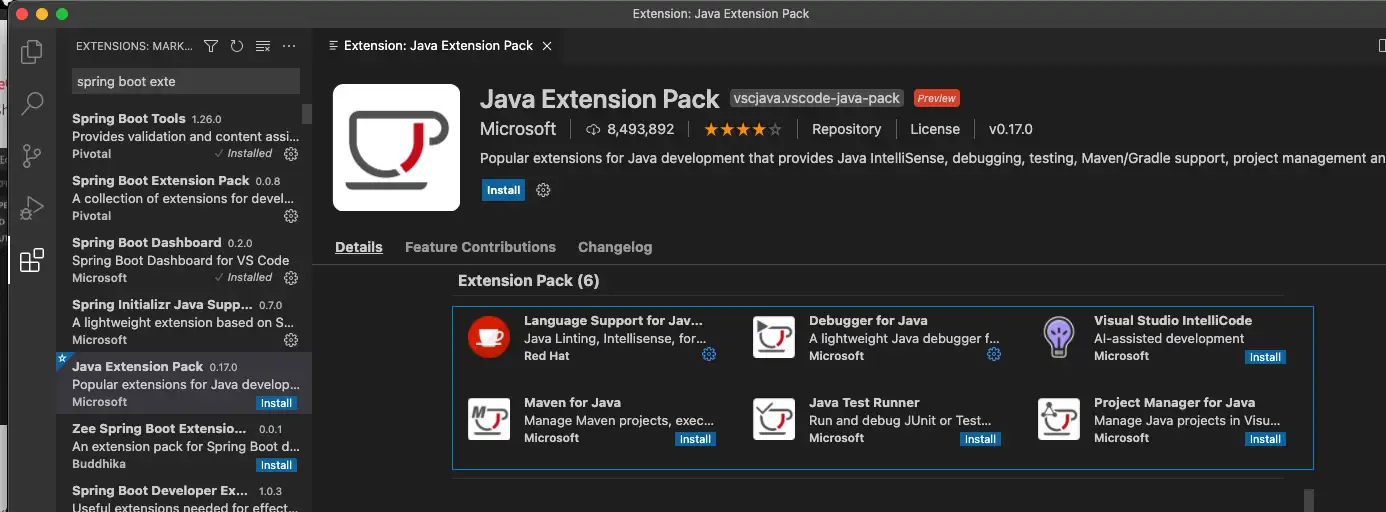 Extension: Java Extension Pack
EXTENSIONS: MARK...
spring boot exte
Spring Boot Tools 1.26.0
Provides validation and content assi...
Pivotal Installed
Spring Boot Extension Pack 0.0.8
A collection of extensions for devel...
Pivotal
Spring Boot Dashboard 0.2.0
Spring Boot Dashboard for VS Code
Microsoft Installed
Spring Initializr Java Supp... 0.7.0
A lightweight extension based on S...
Microsoft
Java Extension Pack 0.17.0
Popular extensions for Java develop...
Microsoft Install
Zee Spring Boot Extensio... 0.0.1
An extension pack for Spring Boot d...
Buddhika Install
Spring Boot Developer Ex... 1.0.3
Useful extensions needed for effect...
Extension: Java Extension Pack
Java Extension Pack vscjava.vscode-java-pack Preview
Microsoft 8,493,892 Repository License v0.17.0
Popular extensions for Java development that provides Java IntelliSense, debugging, testing, Maven/Gradle support, project management an
Install
Details Feature Contributions Changelog
Extension Pack (6)
Language Support for Jav...
Java Linting, Intellisense, for...
Red Hat
Debugger for Java
A lightweight Java debugger f...
Microsoft
Visual Studio IntelliCode
AI-assisted development
Microsoft Install
Maven for Java
Manage Maven projects, exec...
Microsoft Install
Java Test Runner
Run and debug JUnit or Test...
Microsoft Install
Project Manager for Java
Manage Java projects in Visu...
Microsoft Install